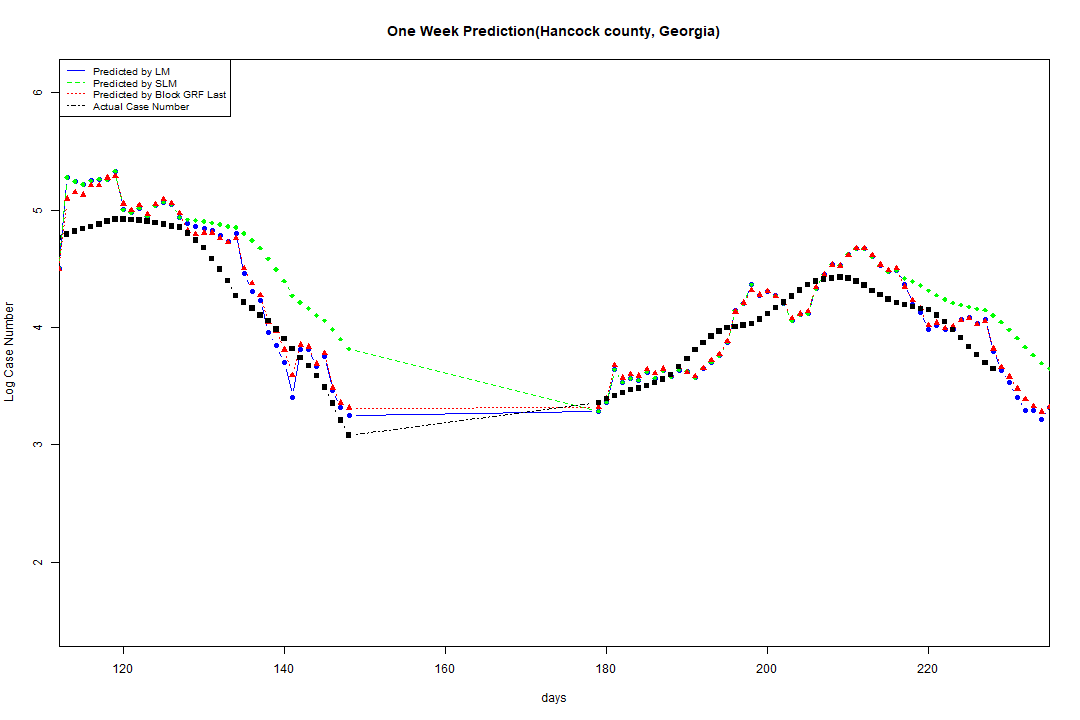 One Week Prediction(Hancock county, Georgia)
Predicted by LM
Predicted by SLM
Predicted by Block GRF Last
Actual Case Number
6
5
4
3
2
Log Case Number
120
140
160
180
200
220
days